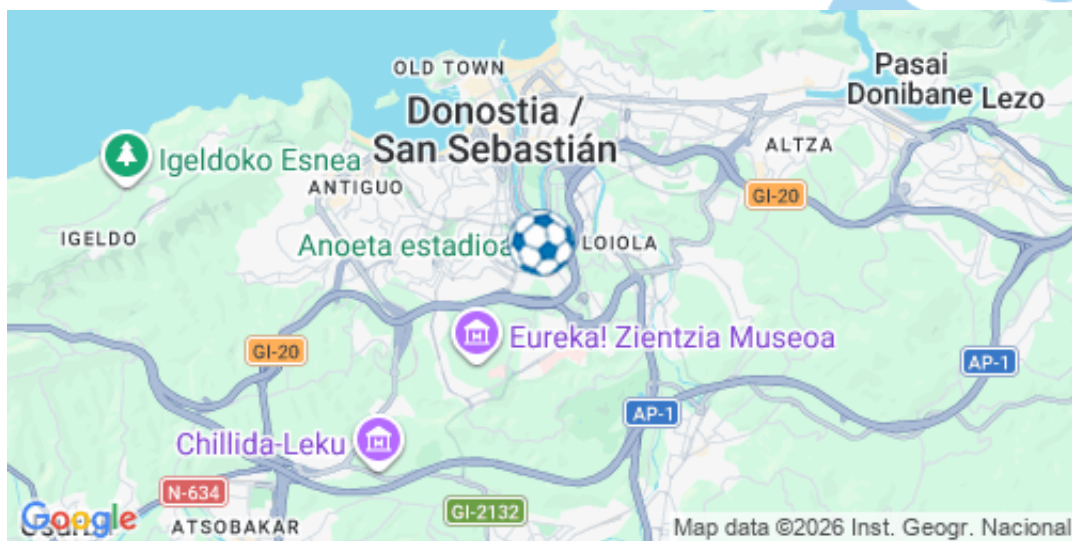 OLD TOWN
Donostia /
San Sebastián
Pasai
Donibane
Lezo
ALTZA
Igeldoko Esnea
ANTIGUO
GI-20
IGELDO
Anoeta estadioa
LOIOLA
Eureka! Zientzia Museoa
GI-20
AP-1
AP-1
Chillida-Leku
N-634
GI-2132
Google
ATSOBAKAR
Map data ©2026 Inst. Geogr. Nacional